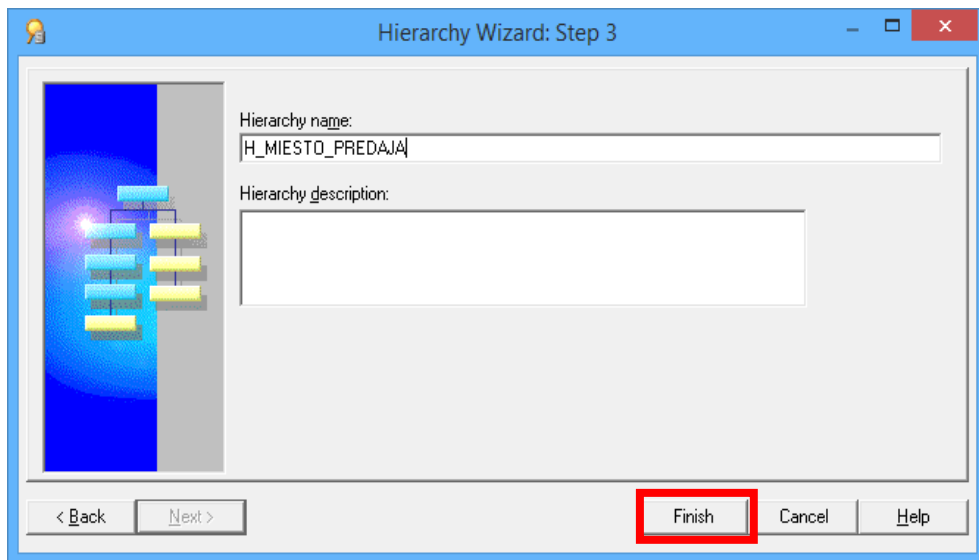 Hierarchy Wizard: Step 3
Hierarchy name:
H_MIESTO_PREDAJA
Hierarchy description:
< Back Next > Finish Cancel Help